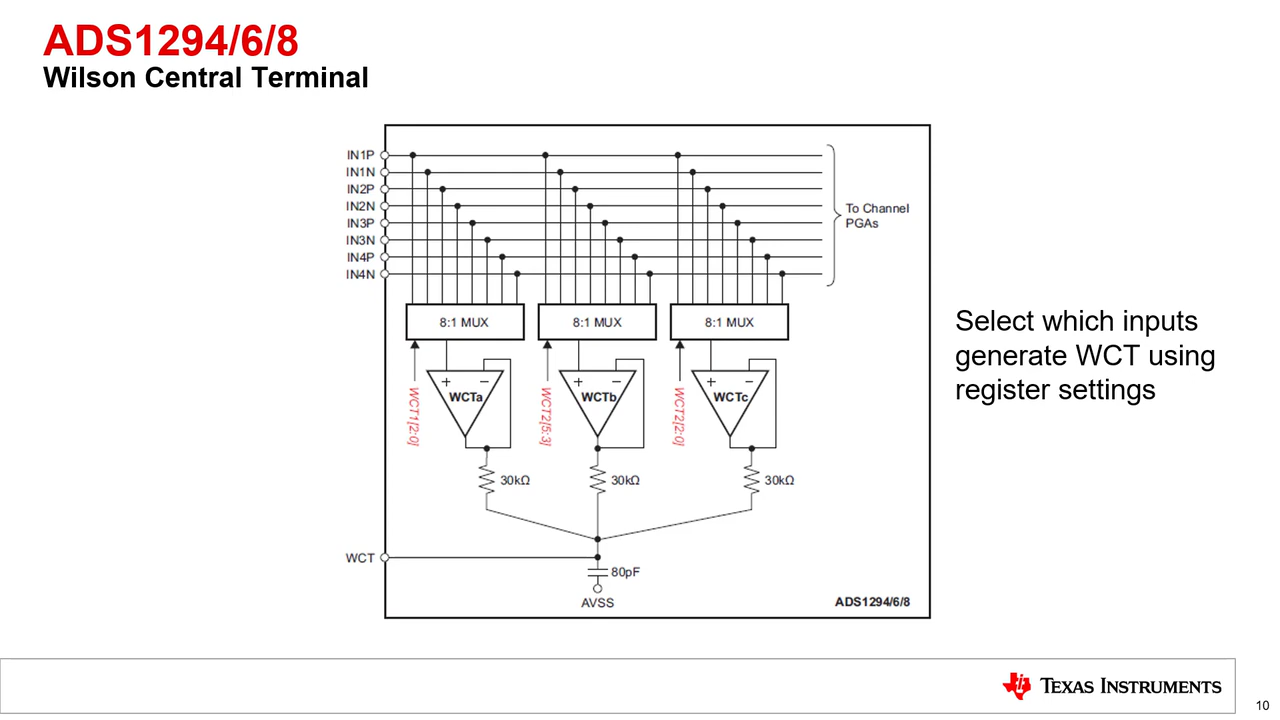 ADS1294/6/8
Wilson Central Terminal
IN1P
IN1N
IN2P
IN2N
IN3P
IN3N
IN4P
IN4N
To Channel
PGAs
8:1 MUX
8:1 MUX
8:1 MUX
+ −
+ −
+ −
WCTa
WCTb
WCTc
WCT1[2:0]
WCT2[5:3]
WCT2[2:0]
30kΩ
30kΩ
30kΩ
WCT
80pF
AVSS
ADS1294/6/8
Select which inputs
generate WCT using
register settings
TEXAS INSTRUMENTS
10